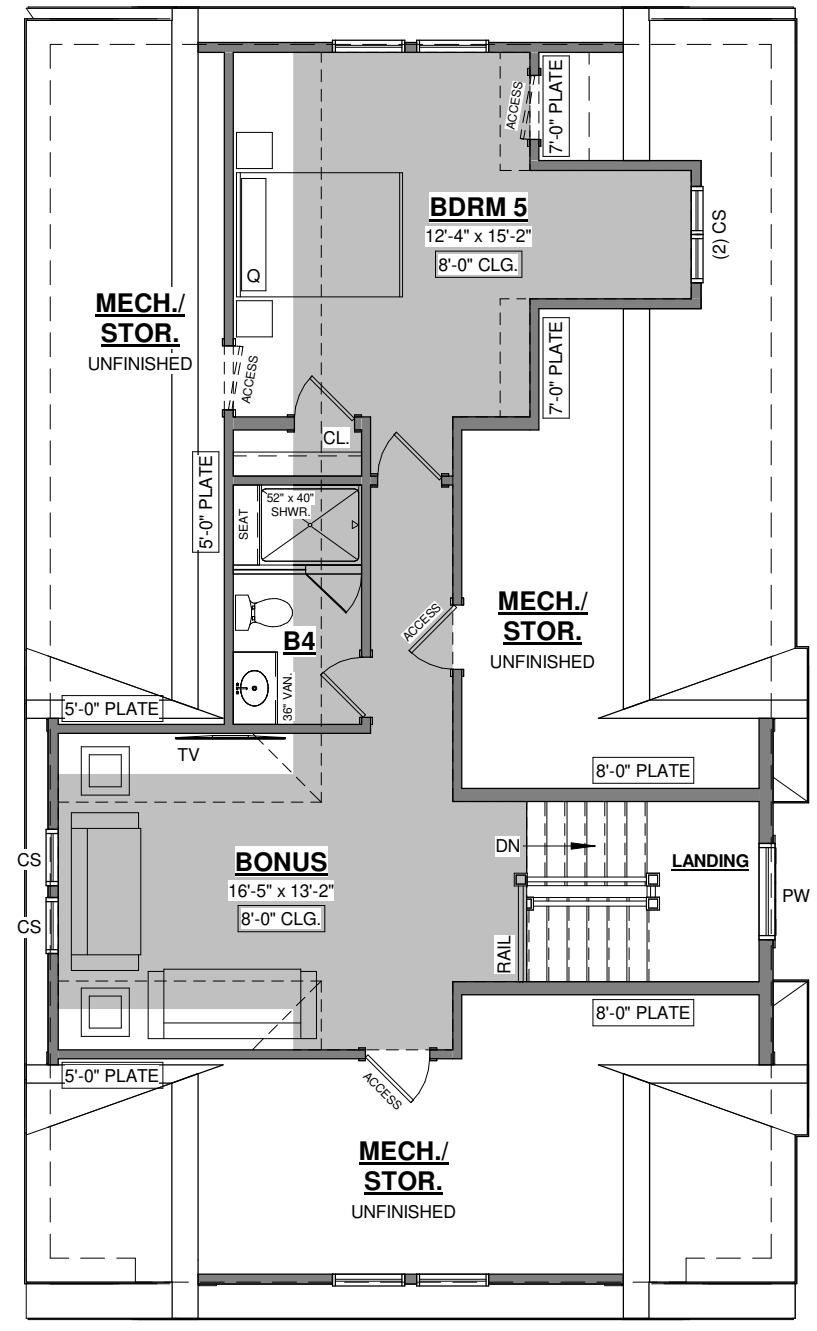 ACCESS
7'-0" PLATE
BDRM 5
12'-4" x 15'-2"
8'-0" CLG.
(2) CS
Q
MECH./
STOR.
UNFINISHED
ACCESS
7'-0" PLATE
CL.
5'-0" PLATE
52" x 40"
SHWR.
SEAT
ACCESS
MECH./
STOR.
UNFINISHED
B4
36" VAN.
5'-0" PLATE
TV
8'-0" PLATE
DN
LANDING
CS
BONUS
16'-5" x 13'-2"
8'-0" CLG.
CS
PW
RAIL
8'-0" PLATE
5'-0" PLATE
ACCESS
MECH./
STOR.
UNFINISHED